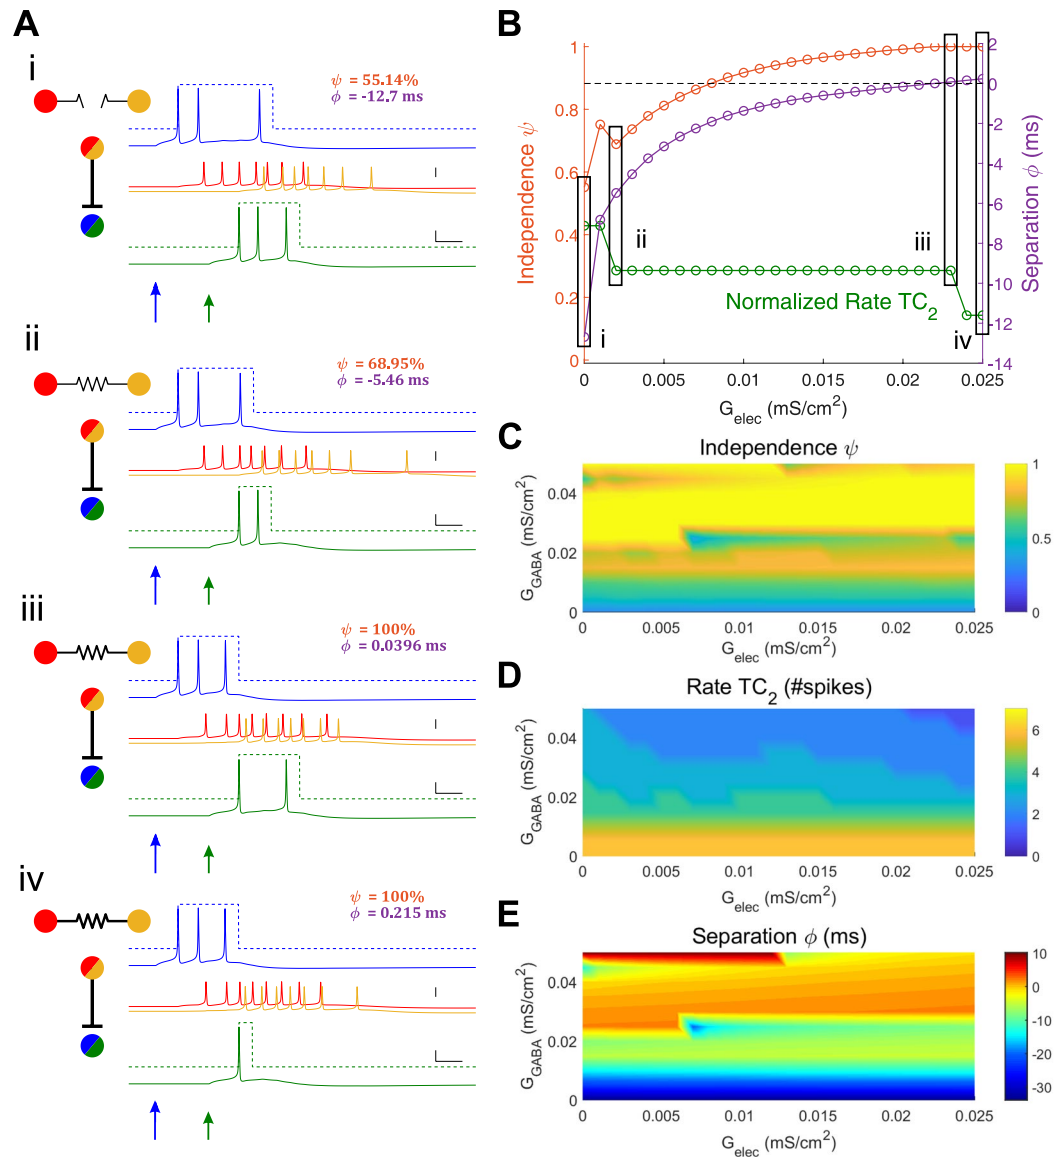 A
i
ψ = 55.14%
ϕ = -12.7 ms
ii
ψ = 68.95%
ϕ = -5.46 ms
iii
ψ = 100%
ϕ = 0.0396 ms
iv
ψ = 100%
ϕ = 0.215 ms
B
Independence ψ
1
0.8
0.6
0.4
0.2
0
2
0
2
4
6
8
-10
12
-14
Separation ϕ (ms)
i
ii
iii
iv
Normalized Rate TC2
0
0.005
0.01
0.015
0.02
0.025
Gelec (mS/cm²)
C
Independence ψ
GGABA (mS/cm²)
0.04
0.02
0
0
0.005
0.01
0.015
0.02
0.025
Gelec (mS/cm²)
1
0.5
0
D
Rate TC2 (#spikes)
GGABA (mS/cm²)
0.04
0.02
0
0
0.005
0.01
0.015
0.02
0.025
Gelec (mS/cm²)
6
4
2
0
E
Separation ϕ (ms)
GGABA (mS/cm²)
0.04
0.02
0
0
0.005
0.01
0.015
0.02
0.025
Gelec (mS/cm²)
10
0
-10
-20
-30